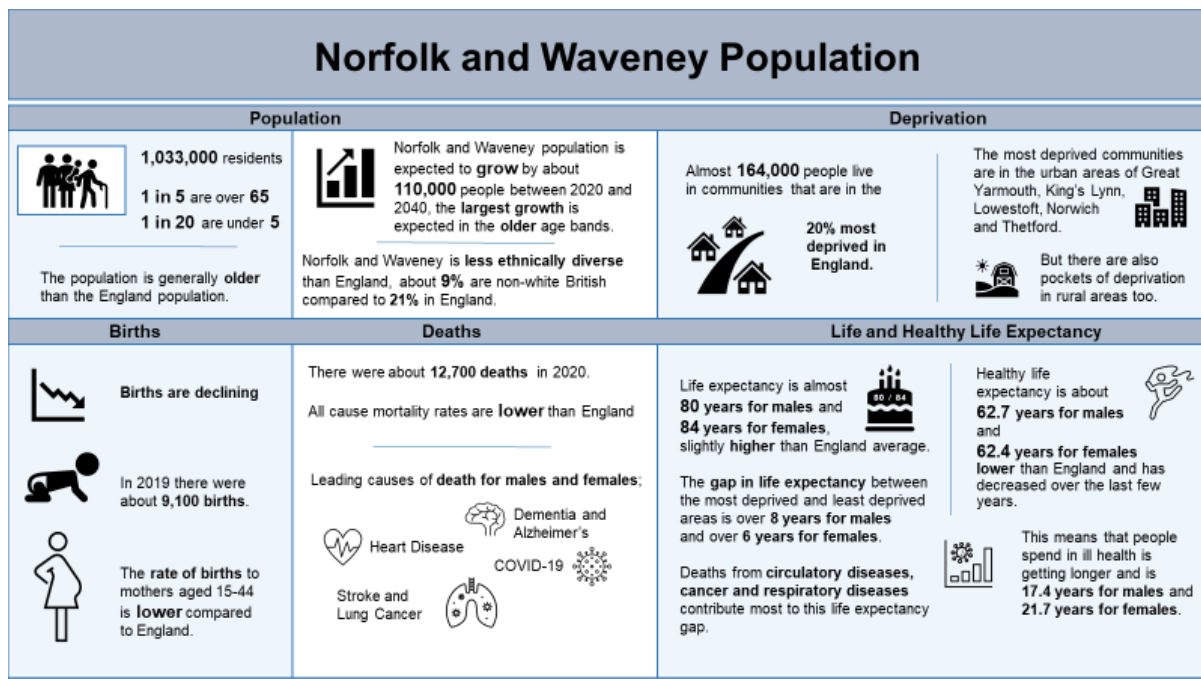 Norfolk and Waveney Population
Population
1,033,000 residents
1 in 5 are over 65
1 in 20 are under 5
The population is generally older
than the England population.
Norfolk and Waveney population is
expected to grow by about
110,000 people between 2020 and
2040, the largest growth is
expected in the older age bands.
Norfolk and Waveney is less ethnically diverse
than England, about 9% are non-white British
compared to 21% in England.
Deprivation
Almost 164,000 people live
in communities that are in the
20% most
deprived in
England.
The most deprived communities
are in the urban areas of Great
Yarmouth, King's Lynn,
Lowestoft, Norwich
and Thetford.
But there are also
pockets of deprivation
in rural areas too.
Births
Births are declining
In 2019 there were
about 9,100 births.
The rate of births to
mothers aged 15-44
is lower compared
to England.
Deaths
There were about 12,700 deaths in 2020.
All cause mortality rates are lower than England
Leading causes of death for males and females;
Dementia and
Alzheimer's
Heart Disease
COVID-19
Stroke and
Lung Cancer
Life and Healthy Life Expectancy
Life expectancy is almost
80 years for males and
84 years for females,
slightly higher than England average.
80 / 84
The gap in life expectancy between
the most deprived and least deprived
areas is over 8 years for males
and over 6 years for females.
Deaths from circulatory diseases,
cancer and respiratory diseases
contribute most to this life expectancy
gap.
Healthy life
expectancy is about
62.7 years for males
and
62.4 years for females
lower than England and has
decreased over the last few
years.
This means that people
spend in ill health is
getting longer and is
17.4 years for males and
21.7 years for females.